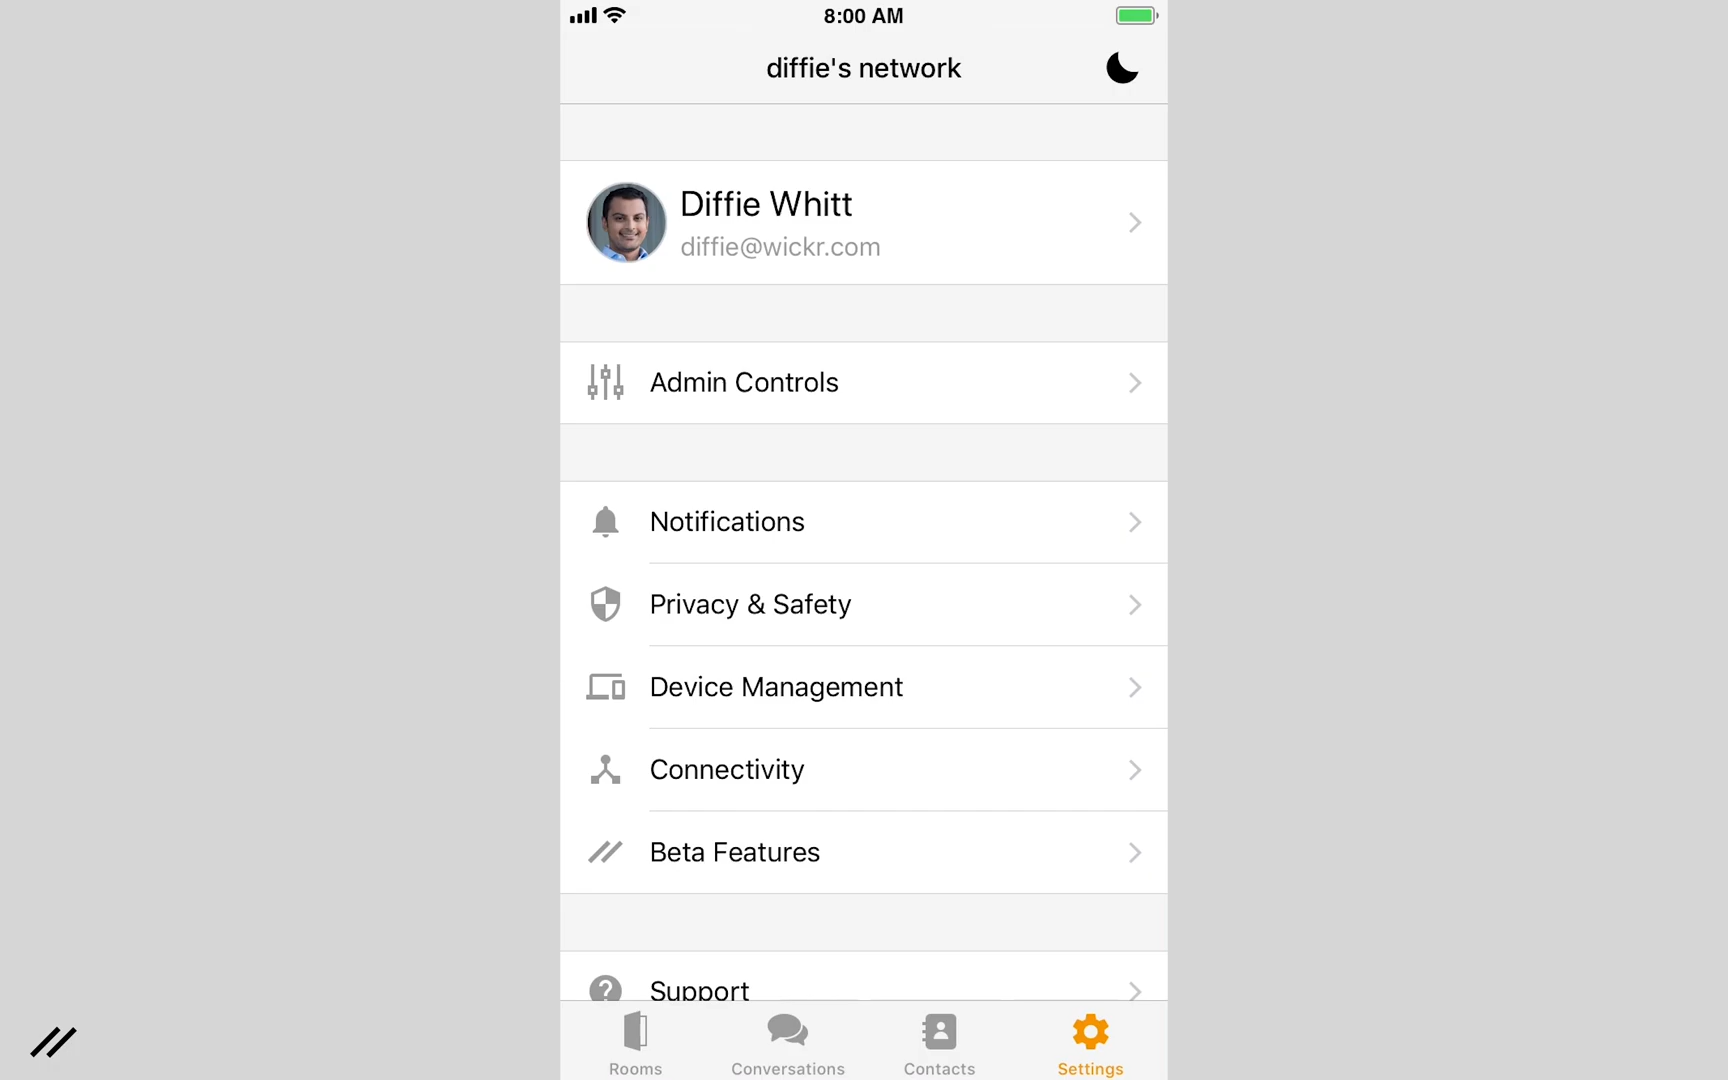 8:00 AM
diffie's network
Diffie Whitt
diffie@wickr.com
Admin Controls
Notifications
Privacy & Safety
Device Management
Connectivity
Beta Features
Support
Rooms
Conversations
Contacts
Settings